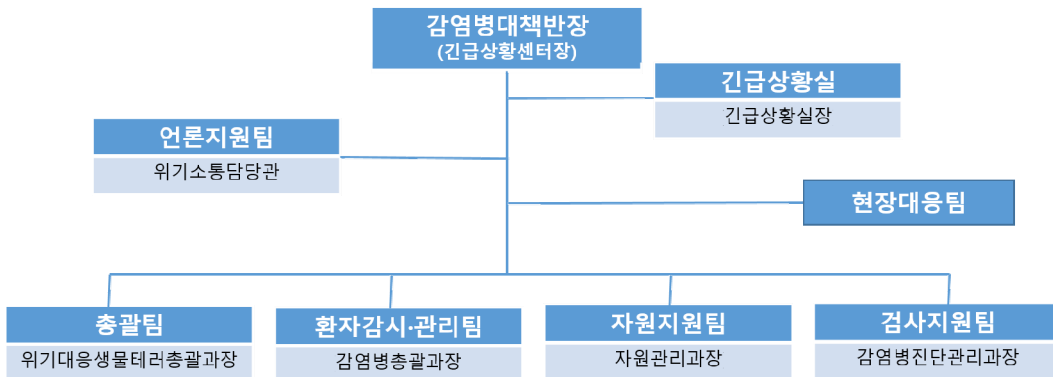 감염병대책반장
(긴급상황센터장)
긴급상황실
긴급상황실장
언론지원팀
위기소통담당관
현장대응팀
총괄팀
위기대응생물테러총괄과장
환자감시·관리팀
감염병총괄과장
자원지원팀
자원관리과장
검사지원팀
감염병진단관리과장